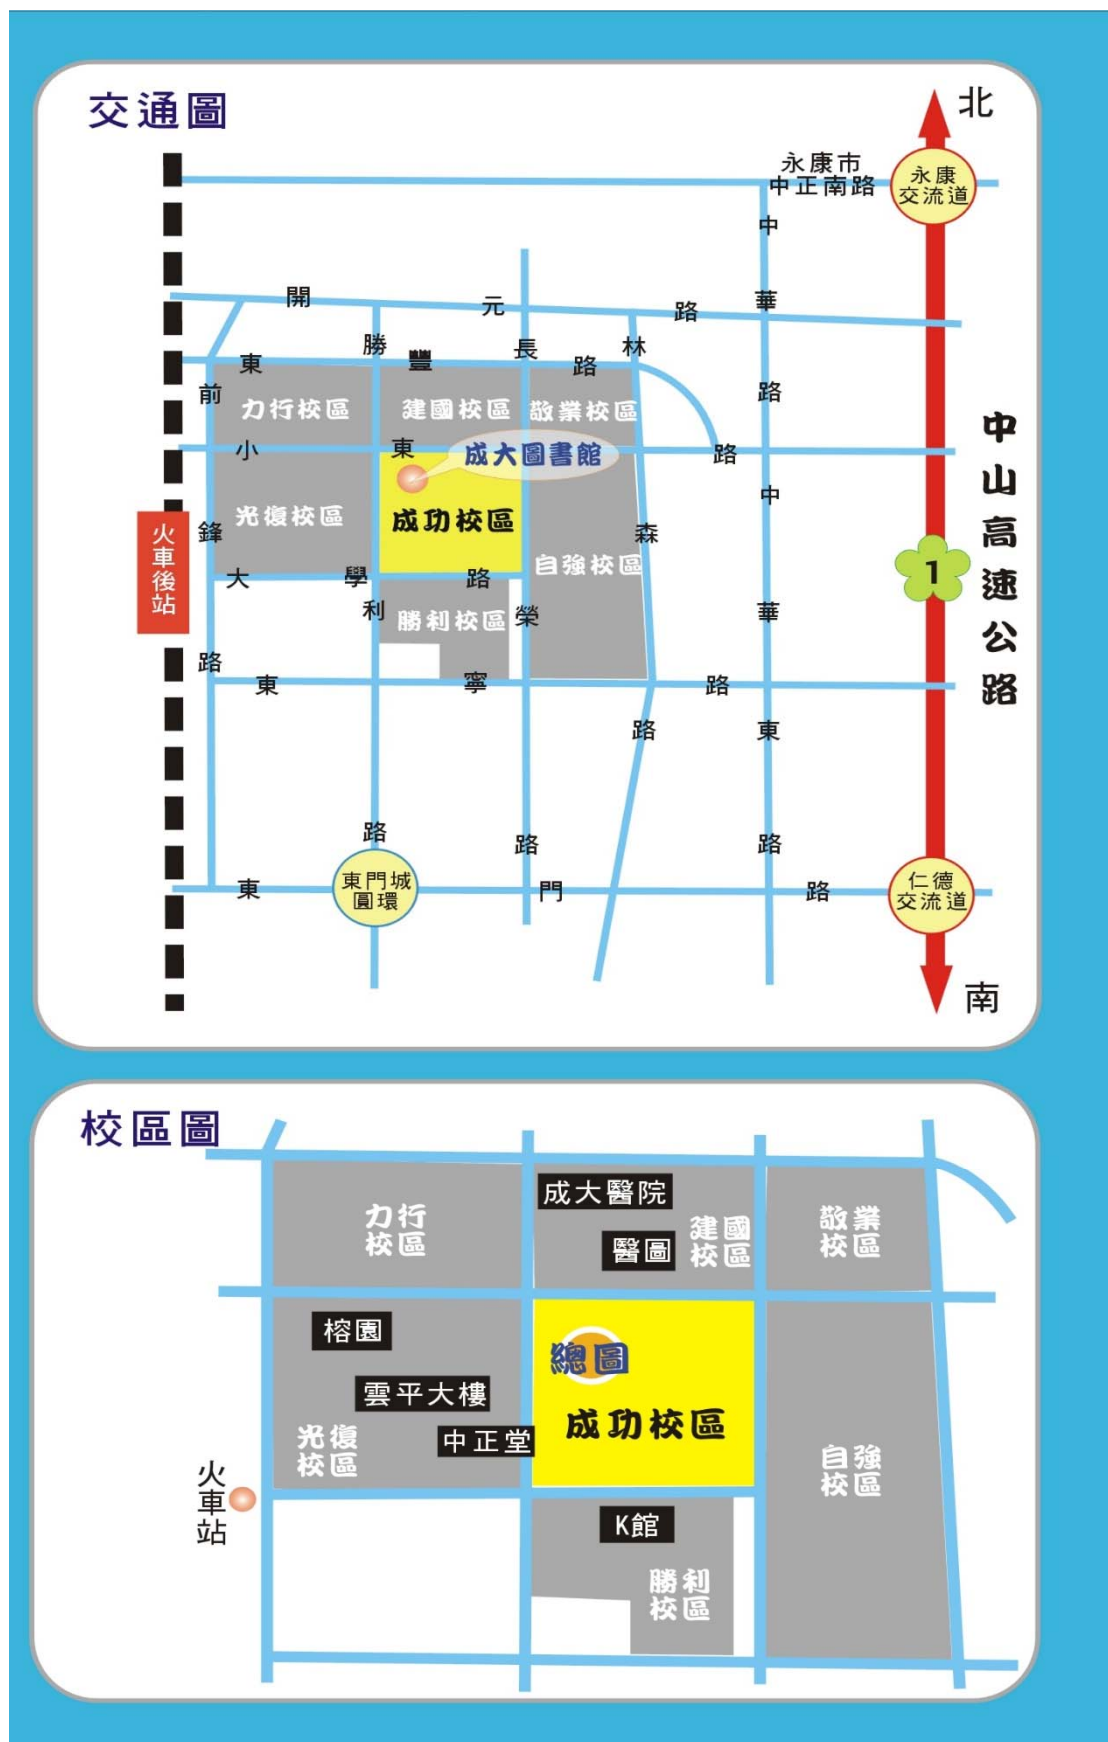 交通圖
北
永康市
中正南路
永康
交流道
開元路
中華路
勝利路
長榮路
林森路
東豐路
前鋒路
力行校區
建國校區
敬業校區
小東路
成大圖書館
中華東路
中山高速公路
光復校區
成功校區
自強校區
火車後站
1
大學路
勝利校區
東寧路
東門城
圓環
東門路
仁德
交流道
南
校區圖
成大醫院
力行
校區
建國
校區
敬業
校區
醫圖
榕園
總圖
雲平大樓
成功校區
中正堂
光復
校區
自強
校區
火車站
K館
勝利
校區